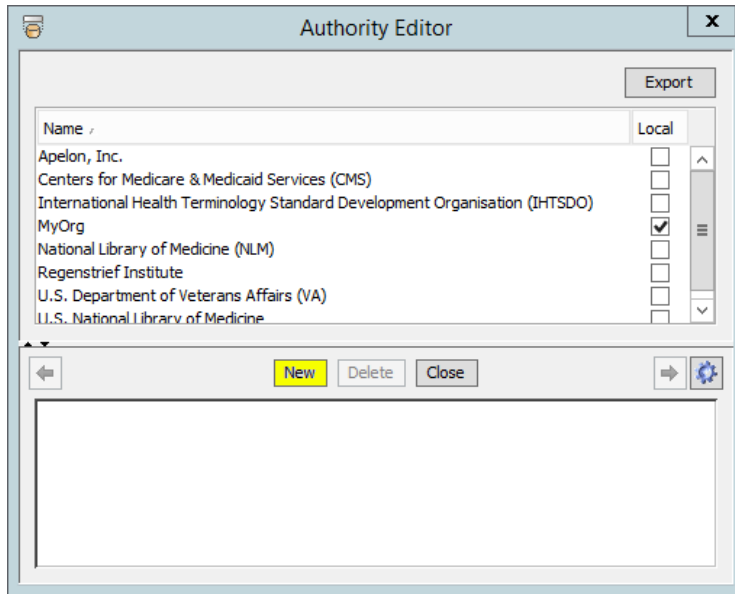 Authority Editor
X
Export
Name
Local
Apelon, Inc.
Centers for Medicare & Medicaid Services (CMS)
International Health Terminology Standard Development Organisation (IHTSDO)
MyOrg
National Library of Medicine (NLM)
Regenstrief Institute
U.S. Department of Veterans Affairs (VA)
U.S. National Library of Medicine
New Delete Close